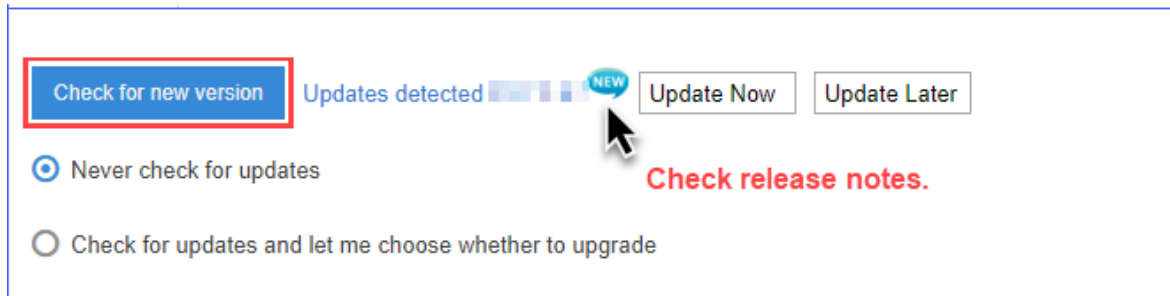 Check for new version Updates detected NEW Update Now Update Later
Never check for updates
Check release notes.
Check for updates and let me choose whether to upgrade